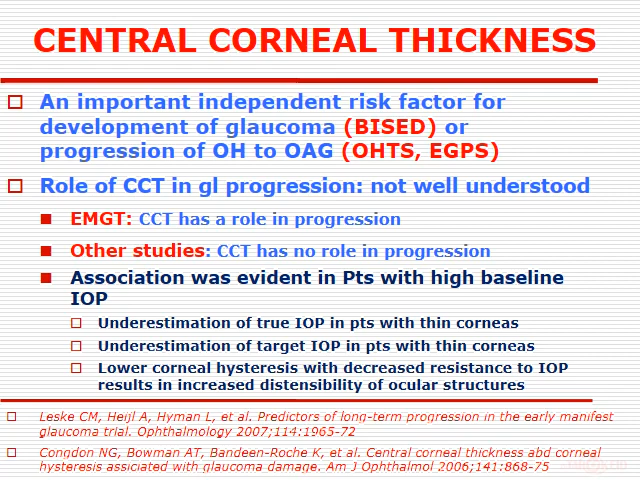 CENTRAL CORNEAL THICKNESS
An important independent risk factor for
development of glaucoma (BISED) or
progression of OH to OAG (OHTS, EGPS)
Role of CCT in gl progression: not well understood
EMGT: CCT has a role in progression
Other studies: CCT has no role in progression
Association was evident in Pts with high baseline
IOP
Underestimation of true IOP in pts with thin corneas
Underestimation of target IOP in pts with thin corneas
Lower corneal hysteresis with decreased resistance to IOP
results in increased distensibility of ocular structures
Leske CM, Heijl A, Hyman L, et al. Predictors of long-term progression in the early manifest
glaucoma trial. Ophthalmology 2007;114:1965-72
Congdon NG, Bowman AT, Bandeen-Roche K, et al. Central corneal thickness abd corneal
hysteresis assiciated with glaucoma damage. Am J Ophthalmol 2006;141:868-75